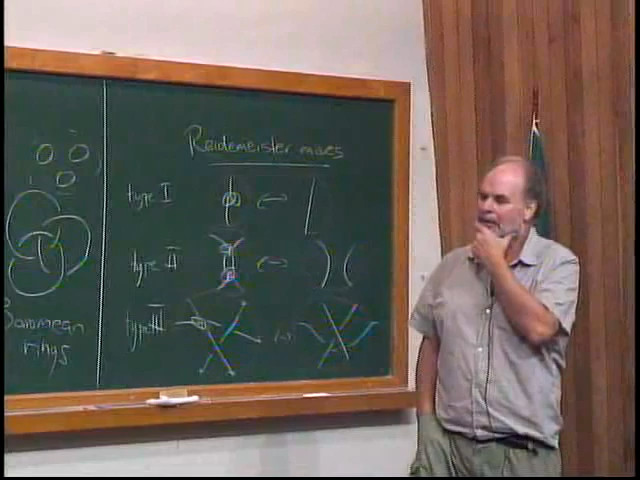 Reidemeister moves
type I
type II
type III
Borromean
rings